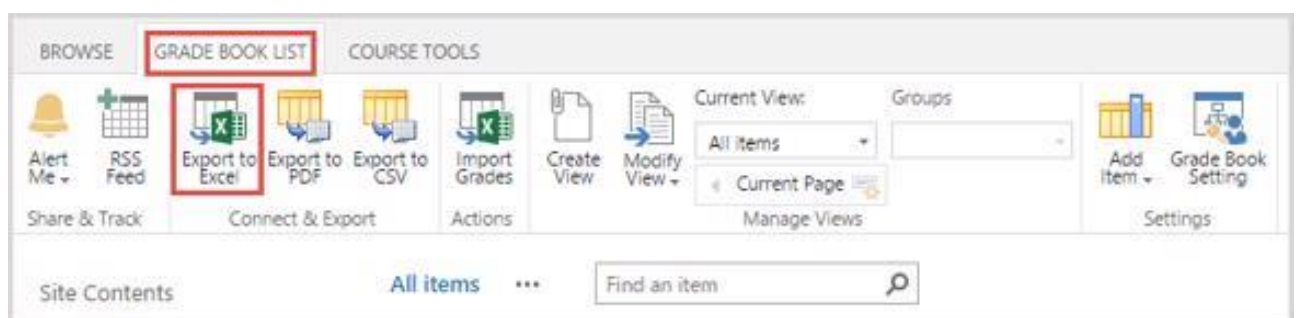 BROWSE GRADE BOOK LIST COURSE TOOLS
Current View: Groups
All items
Alert Me RSS Feed Export to Excel Export to PDF Export to CSV Import Grades Create View Modify View Current Page Add Item Grade Book Setting
Share & Track Connect & Export Actions Manage Views Settings
Site Contents All items ••• Find an item